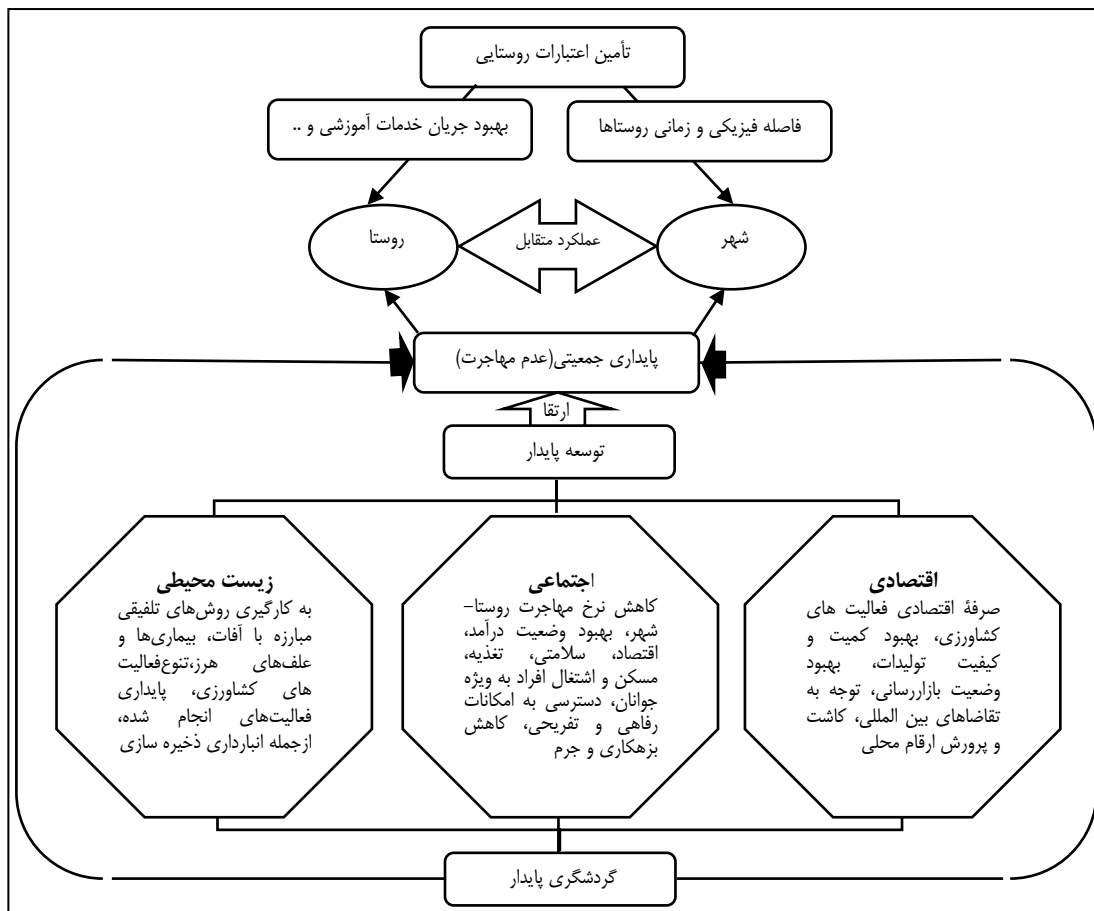 تأمین اعتبارات روستایی
فاصله فیزیکی و زمانی روستاها
بهبود جریان خدمات آموزشی و ..
شهر
عملکرد متقابل
روستا
پایداری جمعیتی(عدم مهاجرت)
ارتقا
توسعه پایدار
اقتصادی
صرفۀ اقتصادی فعالیت های
کشاورزی، بهبود کمیت و
کیفیت تولیدات، بهبود
وضعیت بازاررسانی، توجه به
تقاضاهای بین المللی، کاشت
و پرورش ارقام محلی
اجتماعی
کاهش نرخ مهاجرت روستا–
شهر، بهبود وضعیت درآمد،
اقتصاد، سلامتی، تغذیه،
مسکن و اشتغال افراد به ویژه
جوانان، دسترسی به امکانات
رفاهی و تفریحی، کاهش
بزهکاری و جرم
زیست محیطی
به کارگیری روش‌های تلفیقی
مبارزه با آفات، بیماری‌ها و
علف‌های هرز،تنوع‌فعالیت
های کشاورزی، پایداری
فعالیت‌های انجام شده،
ازجمله انبارداری ذخیره سازی
گردشگری پایدار